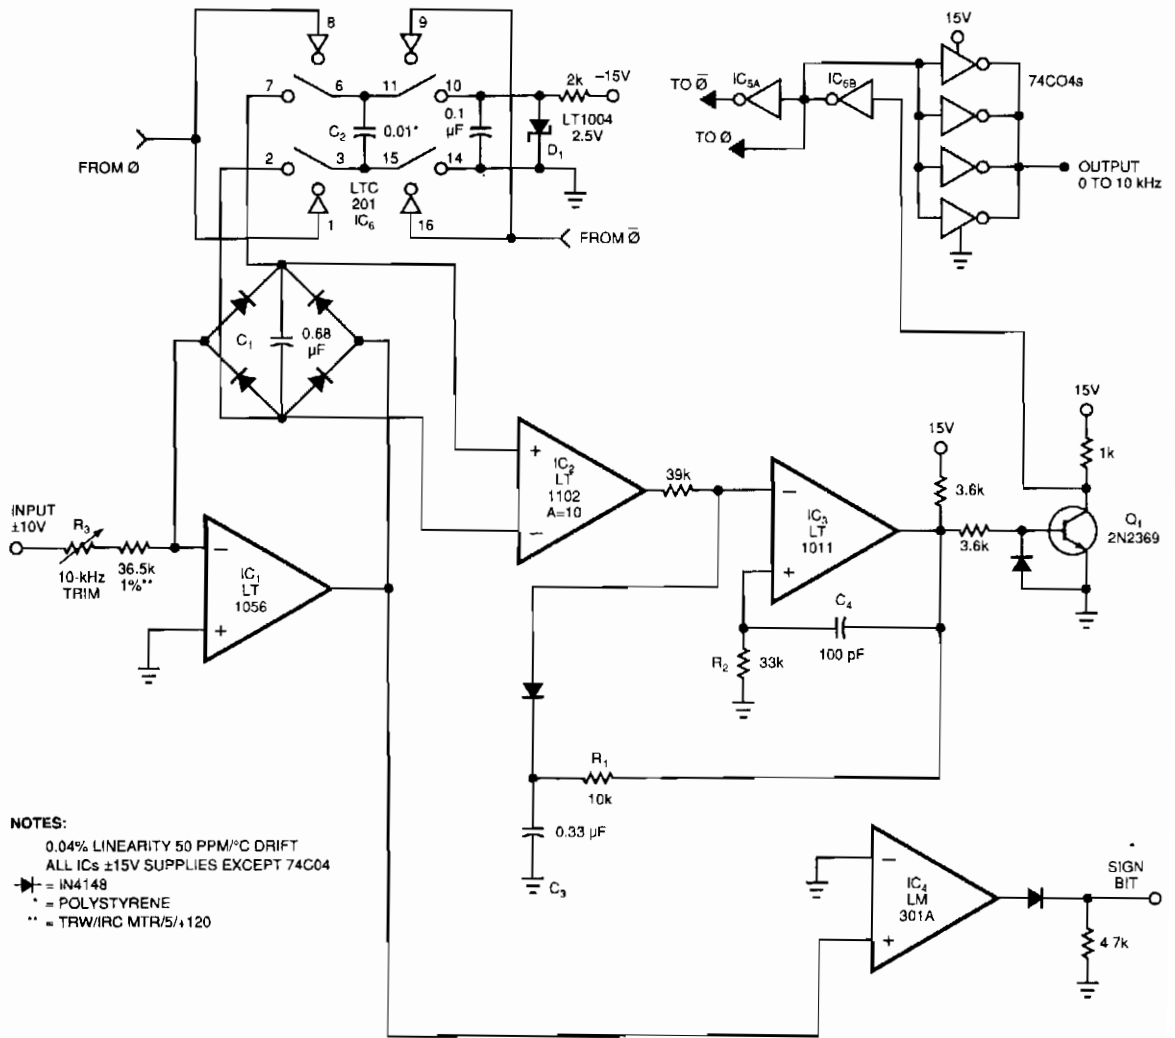 8
9
7
6
11
10
2k
–15V
C2
0.01*
0.1
µF
LT1004
2.5V
D1
2
3
15
14
LTC
201
IC6
1
16
FROM Ø
FROM Ø̅
15V
74CO4s
IC5A
IC5B
TO Ø̅
TO Ø
OUTPUT
0 TO 10 kHz
C1
0.68
µF
15V
1k
Q1
2N2369
15V
3.6k
3.6k
+
IC2
LT
1102
A=10
–
39k
–
IC3
LT
1011
+
C4
100 pF
R2
33k
INPUT
±10V
R3
10-kHz
TRIM
36.5k
1%**
–
IC1
LT
1056
+
R1
10k
0.33 µF
C3
NOTES:
0.04% LINEARITY 50 PPM/°C DRIFT
ALL ICs ±15V SUPPLIES EXCEPT 74C04
= IN4148
* = POLYSTYRENE
** = TRW/IRC MTR/5/+120
–
IC4
LM
301A
+
SIGN
BIT
4 7k